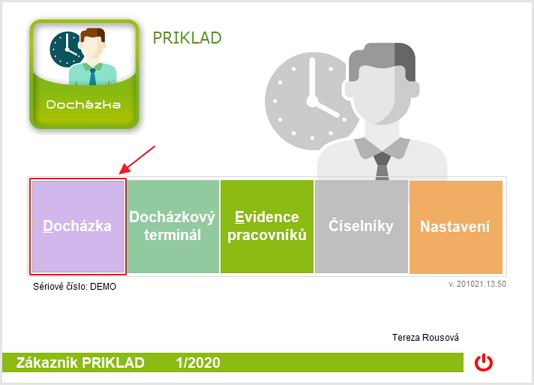 PRIKLAD
Docházka
Docházka
Docházkový
terminál
Evidence
pracovníků
Číselníky
Nastavení
Sériové číslo: DEMO
v. 201021.13.50
Tereza Rousová
Zákazník PRIKLAD 1/2020